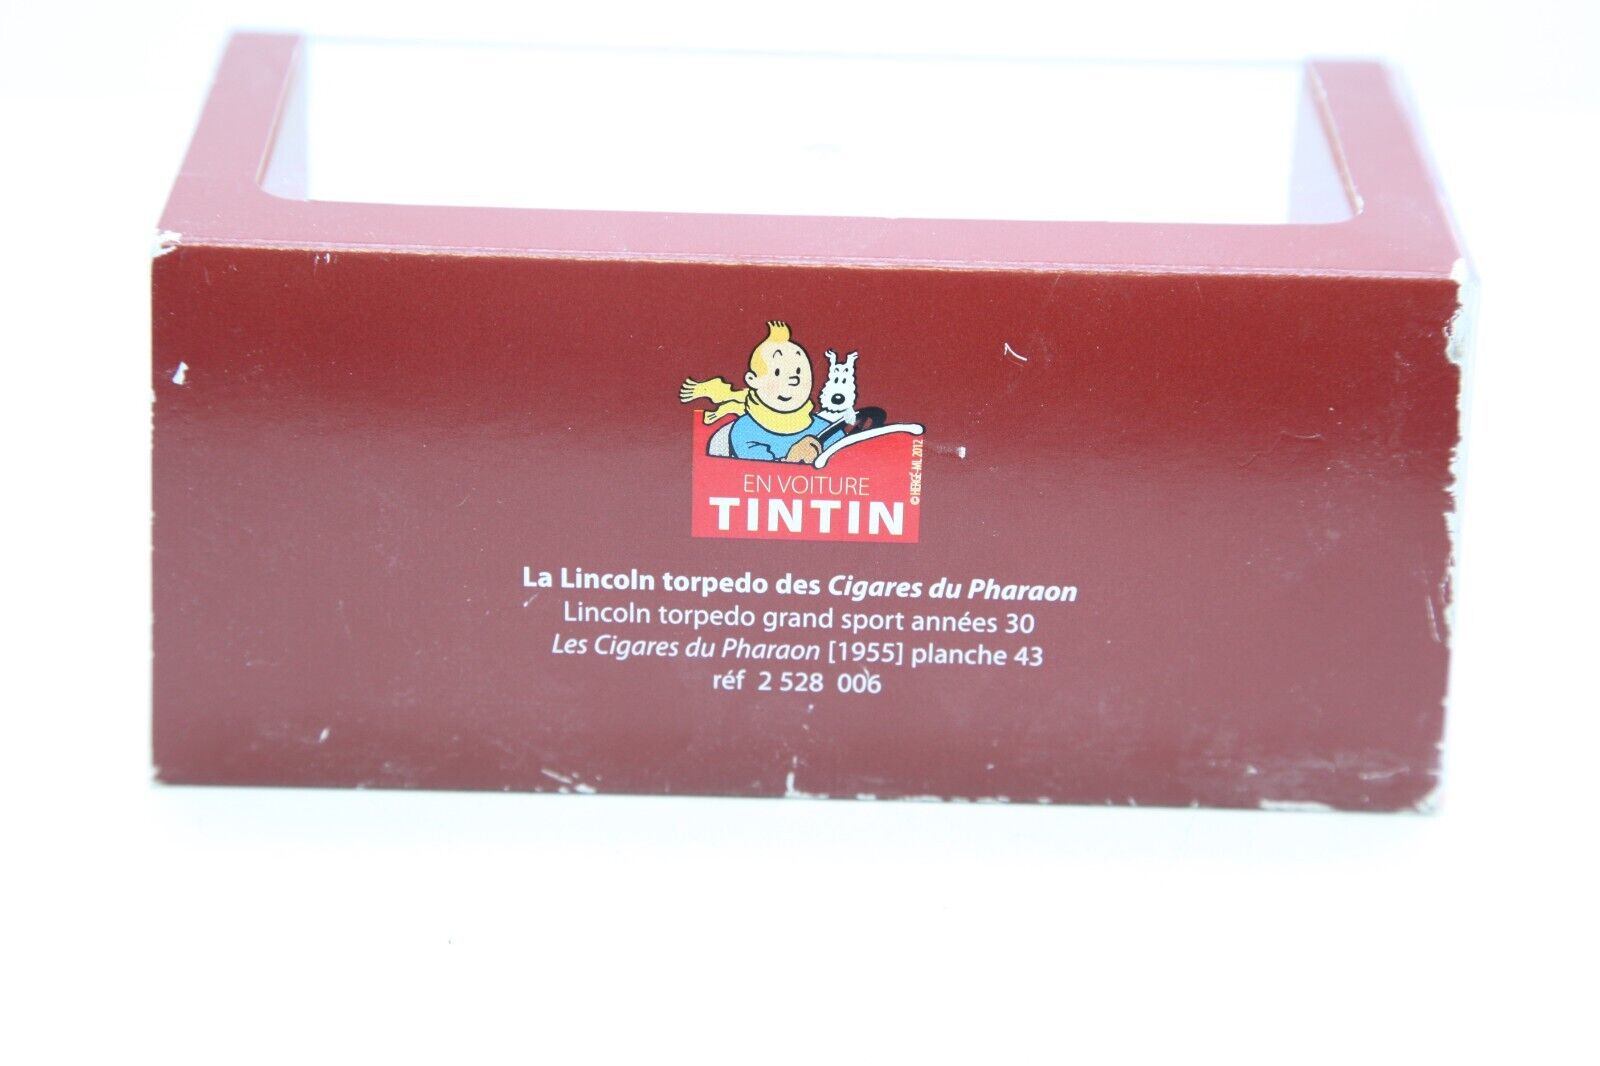 © HERGÉ-ML 2012
EN VOITURE
TINTIN
La Lincoln torpedo des Cigares du Pharaon
Lincoln torpedo grand sport années 30
Les Cigares du Pharaon [1955] planche 43
réf 2 528 006